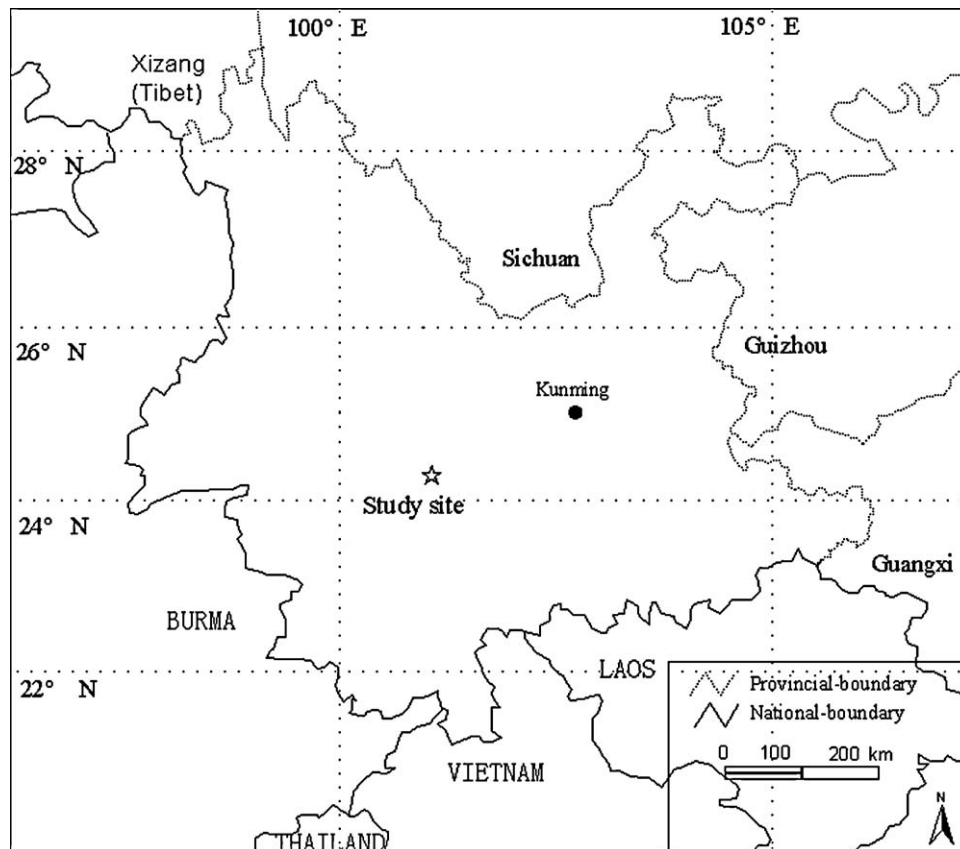 100° E
105° E
Xizang
(Tibet)
28° N
Sichuan
26° N
Guizhou
Kunming
Study site
24° N
Guangxi
BURMA
LAOS
22° N
Provincial-boundary
National-boundary
0 100 200 km
VIETNAM
N
THAILAND